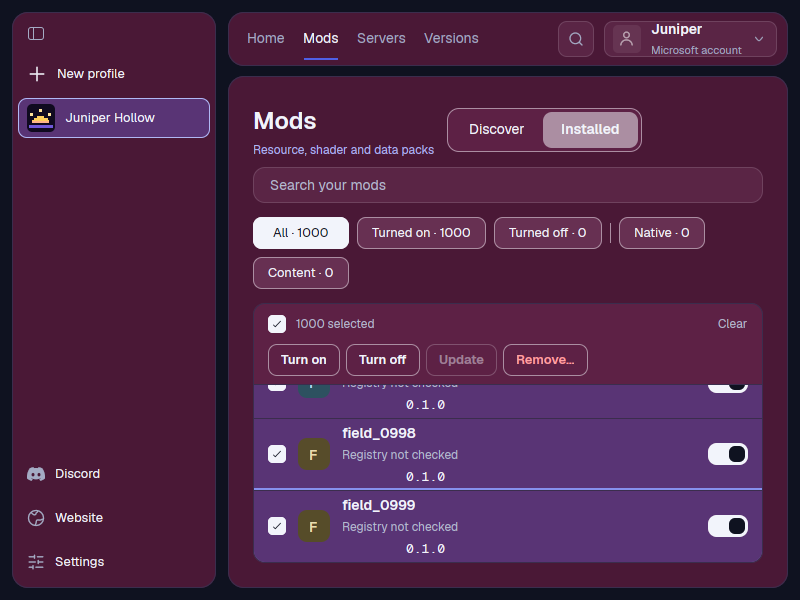 New profile
Juniper Hollow
Discord
Website
Settings
Home
Mods
Servers
Versions
Juniper
Microsoft account
Mods
Resource, shader and data packs
Discover
Installed
Search your mods
All · 1000
Turned on · 1000
Turned off · 0
Native · 0
Content · 0
1000 selected
Clear
Turn on
Turn off
Update
Remove…
Registry not checked
0.1.0
F
field_0998
Registry not checked
0.1.0
F
field_0999
Registry not checked
0.1.0